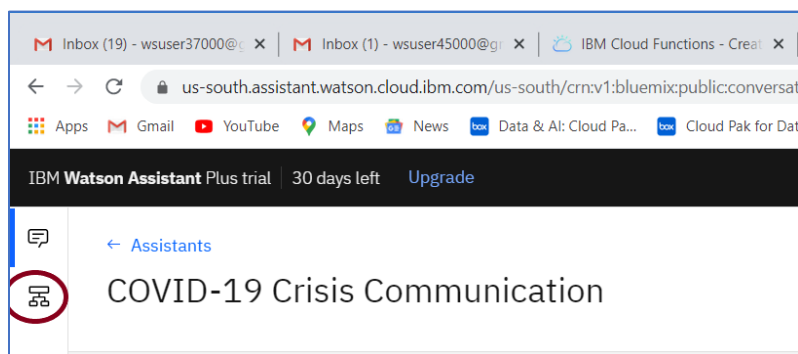 Inbox (19) - wsuser37000@g Inbox (1) - wsuser45000@g IBM Cloud Functions - Creat
us-south.assistant.watson.cloud.ibm.com/us-south/crn:v1:bluemix:public:conversat
Apps Gmail YouTube Maps News box Data & AI: Cloud Pa... box Cloud Pak for Dat
IBM Watson Assistant Plus trial 30 days left Upgrade
← Assistants
COVID-19 Crisis Communication